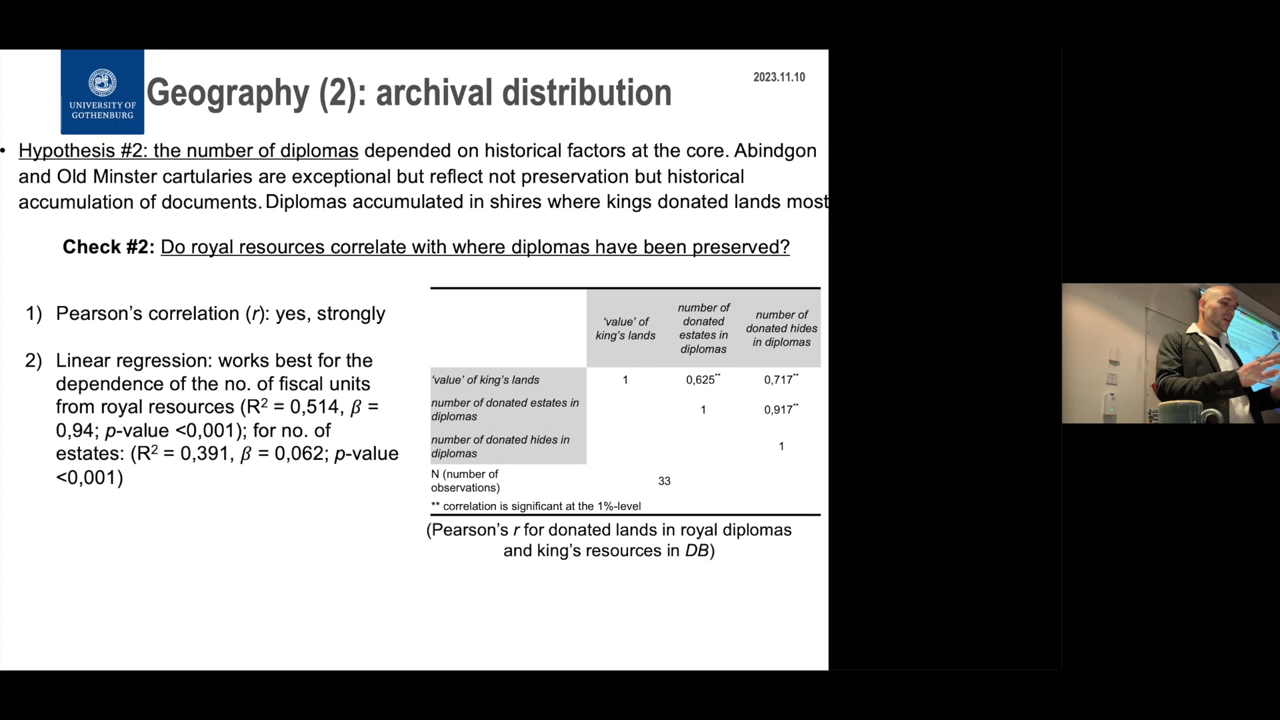 UNIVERSITY OF
GOTHENBURG
Geography (2): archival distribution
2023.11.10
• Hypothesis #2: the number of diplomas depended on historical factors at the core. Abindgon
and Old Minster cartularies are exceptional but reflect not preservation but historical
accumulation of documents. Diplomas accumulated in shires where kings donated lands most
Check #2: Do royal resources correlate with where diplomas have been preserved?
1) Pearson's correlation (r): yes, strongly
2) Linear regression: works best for the
dependence of the no. of fiscal units
from royal resources (R² = 0,514, β =
0,94; p-value <0,001); for no. of
estates: (R² = 0,391, β = 0,062; p-value
<0,001)
'value' of
king's lands
number of
donated
estates in
diplomas
number of
donated hides
in diplomas
'value' of king's lands 1 0,625** 0,717**
number of donated estates in
diplomas
1 0,917**
number of donated hides in
diplomas
1
N (number of
observations)
33
** correlation is significant at the 1%-level
(Pearson's r for donated lands in royal diplomas
and king's resources in DB)